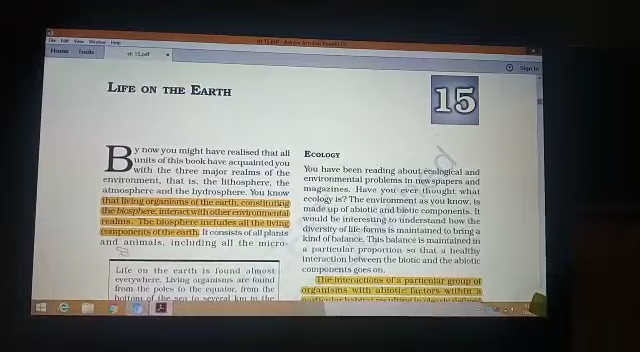 ch 15.pdf - Adobe Acrobat Reader DC
File Edit View Window Help
Home Tools
ch 15.pdf
Sign In
LIFE ON THE EARTH
15
By now you might have realised that all
units of this book have acquainted you
with the three major realms of the
environment, that is, the lithosphere, the
atmosphere and the hydrosphere. You know
that living organisms of the earth, constituting
the biosphere, interact with other environmental
realms. The biosphere includes all the living
components of the earth. It consists of all plants
and animals, including all the micro
Life on the earth is found almost
everywhere. Living organisms are found
from the poles to the equator, from the
bottom of the sea to several km in the
ECOLOGY
You have been reading about ecological and
environmental problems in newspapers and
magazines. Have you ever thought what
ecology is? The environment as you know, is
made up of abiotic and biotic components. It
would be interesting to understand how the
diversity of life-forms is maintained to bring a
kind of balance. This balance is maintained in
a particular proportion so that a healthy
interaction between the biotic and the abiotic
components goes on.
The interactions of a particular group of
organisms with abiotic factors within a
particular habitat resulting in clearly defined